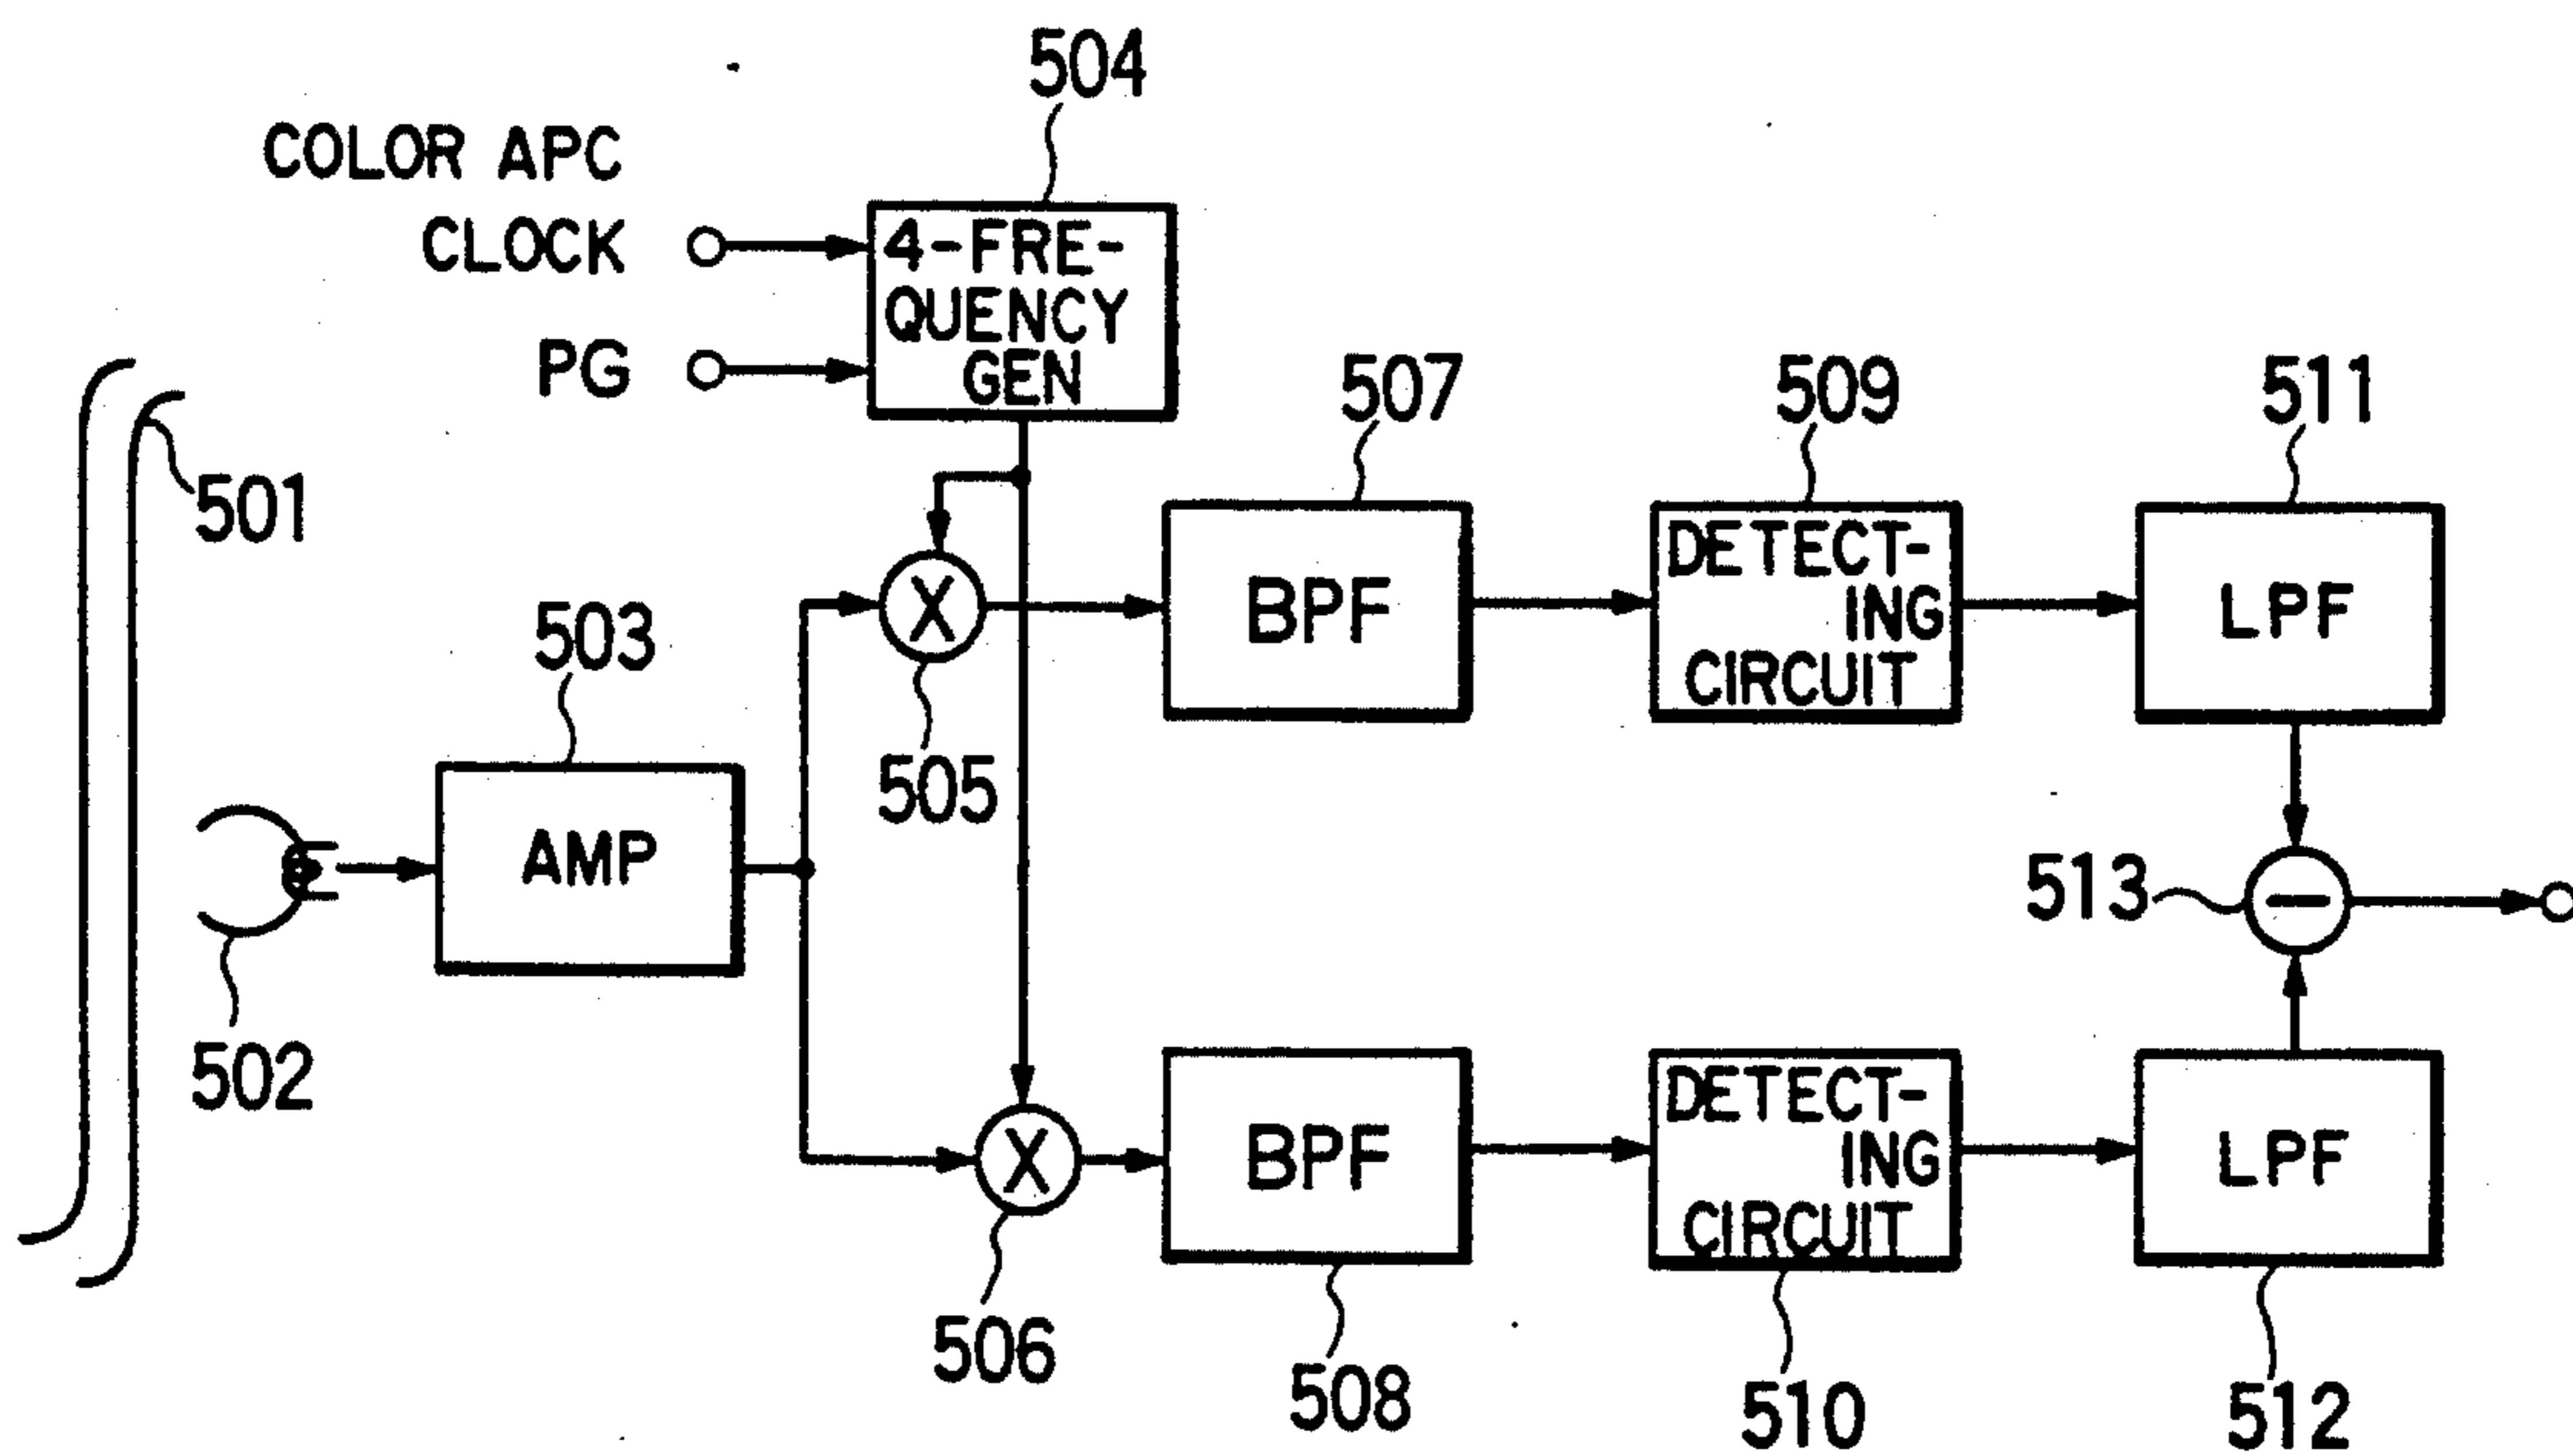 504
COLOR APC
CLOCK
PG
4-FRE-
QUENCY
GEN
501
507
509
511
503
505
BPF
DETECT-
ING
CIRCUIT
LPF
AMP
502
513
506
BPF
508
DETECT-
ING
CIRCUIT
510
LPF
512